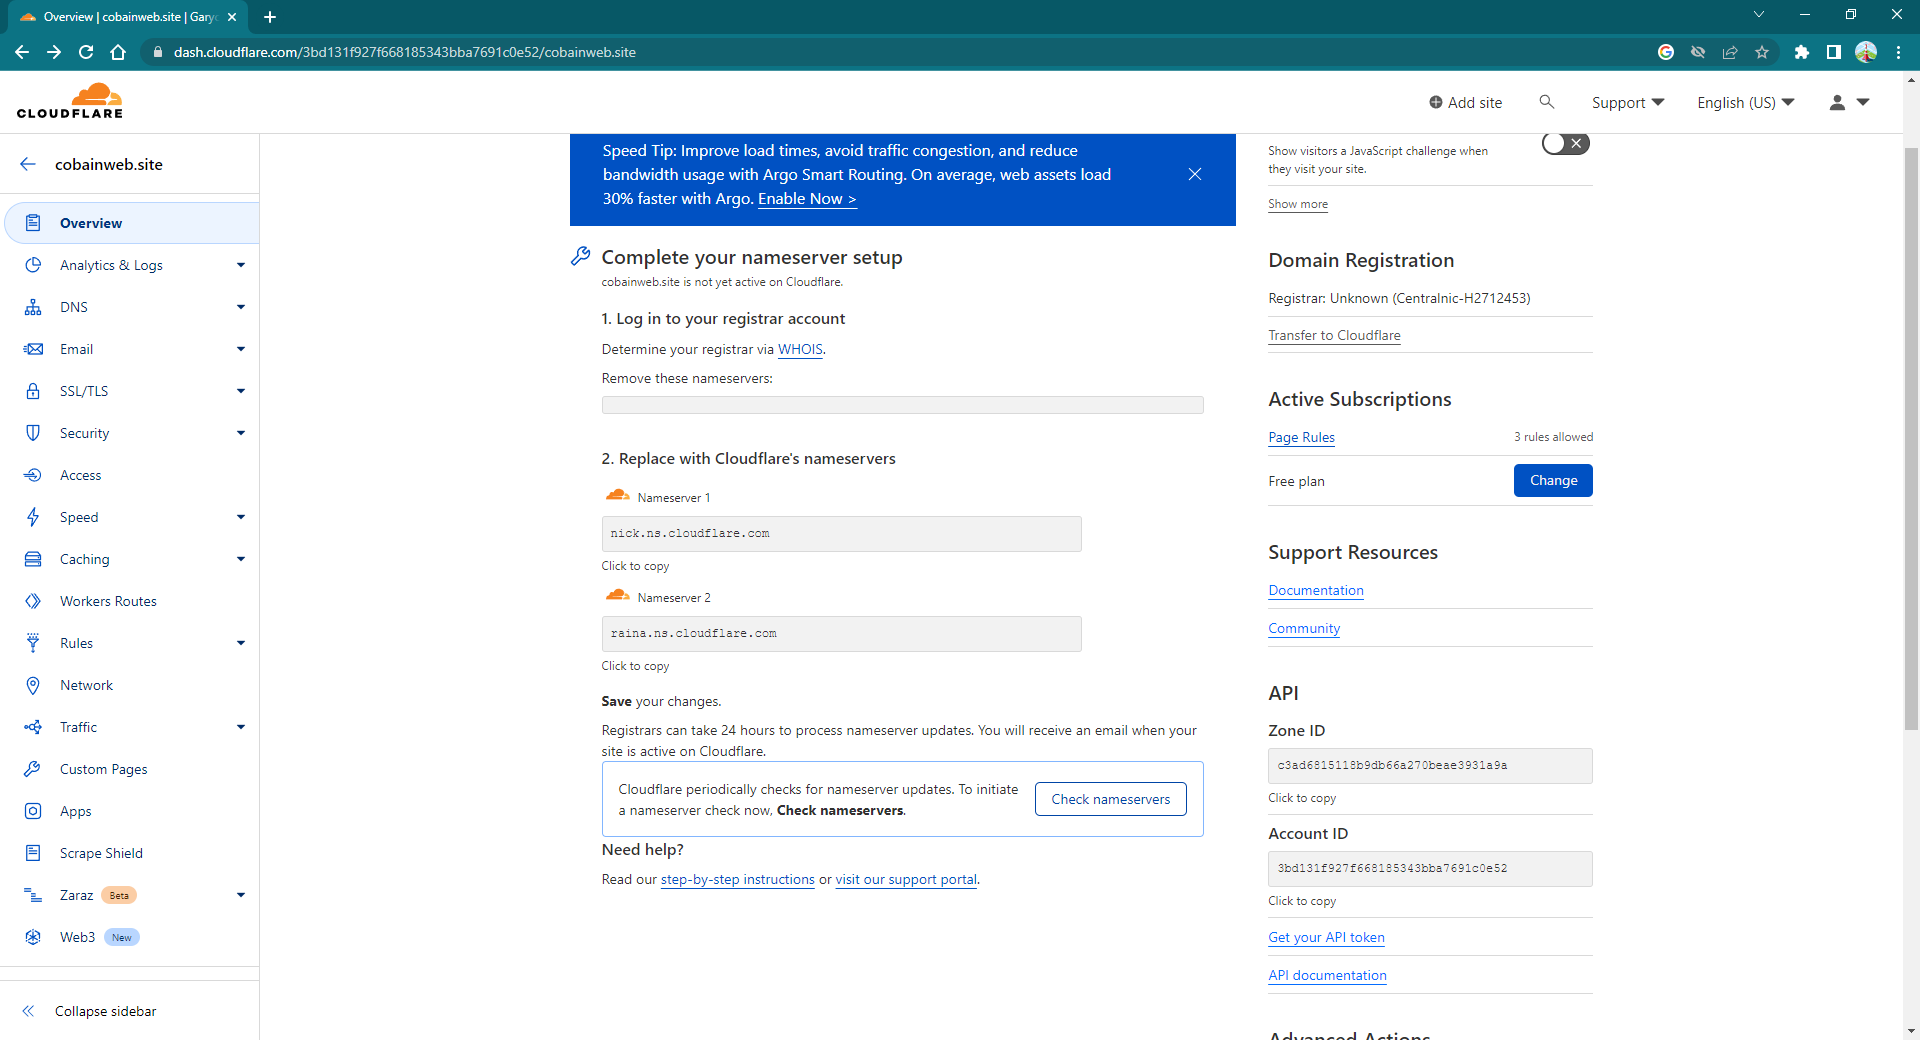 Overview | cobainweb.site | Gary
dash.cloudflare.com/3bd131f927f668185343bba7691c0e52/cobainweb.site
CLOUDFLARE
Add site
Support
English (US)
cobainweb.site
Overview
Analytics & Logs
DNS
Email
SSL/TLS
Security
Access
Speed
Caching
Workers Routes
Rules
Network
Traffic
Custom Pages
Apps
Scrape Shield
Zaraz Beta
Web3 New
Collapse sidebar
Speed Tip: Improve load times, avoid traffic congestion, and reduce
bandwidth usage with Argo Smart Routing. On average, web assets load
30% faster with Argo. Enable Now >
Complete your nameserver setup
cobainweb.site is not yet active on Cloudflare.
1. Log in to your registrar account
Determine your registrar via WHOIS.
Remove these nameservers:
2. Replace with Cloudflare's nameservers
Nameserver 1
nick.ns.cloudflare.com
Click to copy
Nameserver 2
raina.ns.cloudflare.com
Click to copy
Save your changes.
Registrars can take 24 hours to process nameserver updates. You will receive an email when your
site is active on Cloudflare.
Cloudflare periodically checks for nameserver updates. To initiate
a nameserver check now, Check nameservers.
Check nameservers
Need help?
Read our step-by-step instructions or visit our support portal.
Show visitors a JavaScript challenge when
they visit your site.
Show more
Domain Registration
Registrar: Unknown (Centralnic-H2712453)
Transfer to Cloudflare
Active Subscriptions
Page Rules
3 rules allowed
Free plan
Change
Support Resources
Documentation
Community
API
Zone ID
c3ad6815118b9db66a270beae3931a9a
Click to copy
Account ID
3bd131f927f668185343bba7691c0e52
Click to copy
Get your API token
API documentation
Advanced Actions